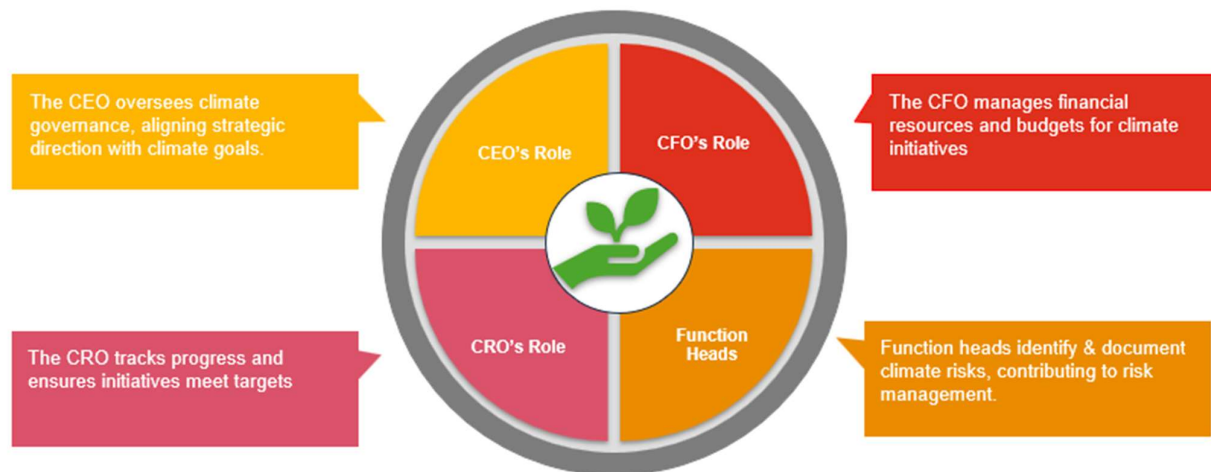 The CEO oversees climate
governance, aligning strategic
direction with climate goals.
CEO's Role
CFO's Role
The CFO manages financial
resources and budgets for climate
initiatives
The CRO tracks progress and
ensures initiatives meet targets
CRO's Role
Function
Heads
Function heads identify & document
climate risks, contributing to risk
management.